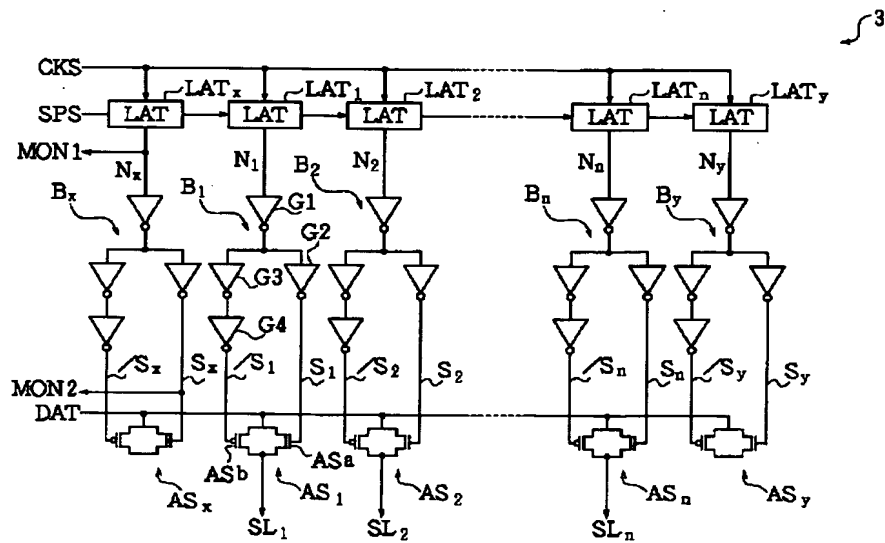 3
CKS
LATx LAT1 LAT2 LATn LATy
SPS LAT LAT LAT LAT LAT
MON1
Nx N1 N2 Nn Ny
Bx B1 B2 Bn By
G1
G2
G3
G4
/Sx Sx /S1 S1 /S2 S2 /Sn Sn /Sy Sy
MON2
DAT
ASb ASa
ASx AS1 AS2 ASn ASy
SL1 SL2 SLn